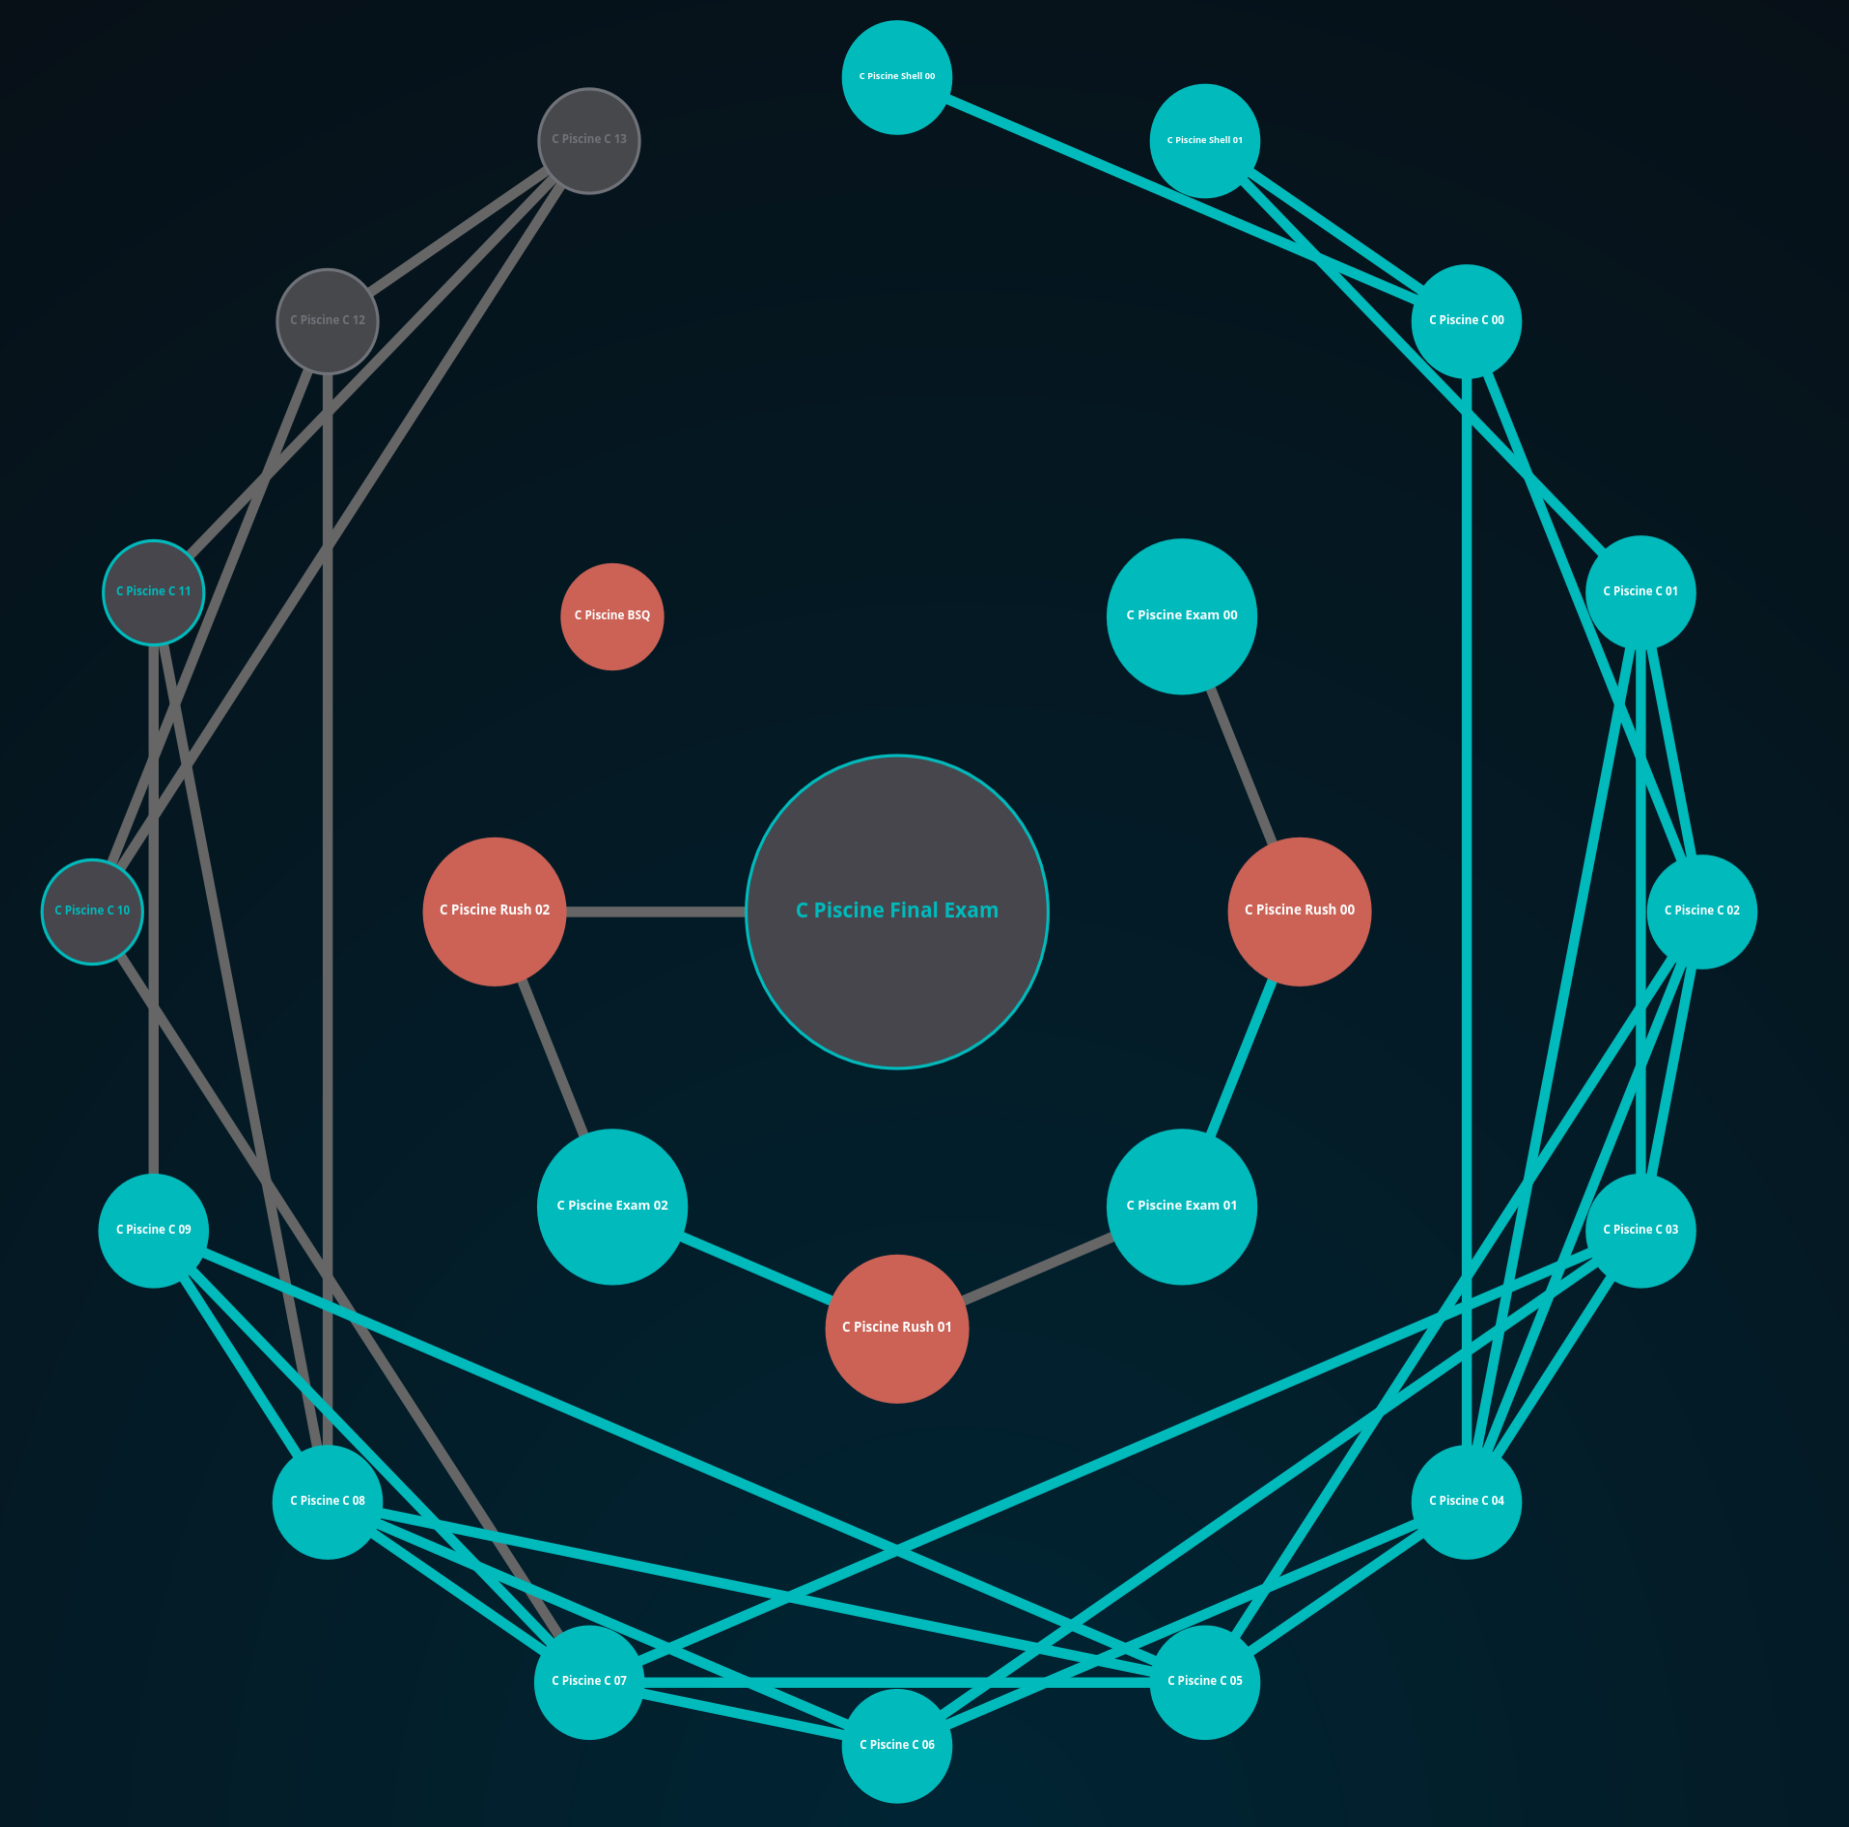 C Piscine Shell 00
C Piscine Shell 01
C Piscine C 13
C Piscine C 12
C Piscine C 00
C Piscine C 11
C Piscine C 01
C Piscine BSQ
C Piscine Exam 00
C Piscine C 10
C Piscine Rush 02
C Piscine Final Exam
C Piscine Rush 00
C Piscine C 02
C Piscine Exam 02
C Piscine Exam 01
C Piscine C 09
C Piscine C 03
C Piscine Rush 01
C Piscine C 08
C Piscine C 04
C Piscine C 07
C Piscine C 05
C Piscine C 06